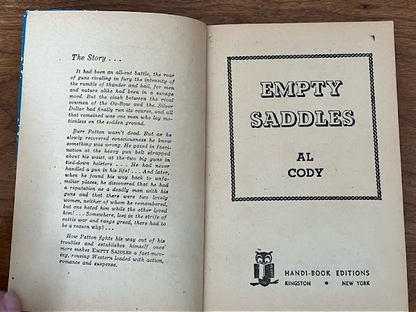 The Story . . .
It had been an all-out battle, the roar
of guns rivaling in fury the intensity of
the rumble of thunder and hail, for men
and nature alike had been in a savage
mood. But the clash between the rival
cowmen of the Ox-Bow and the Silver
Dollar had finally run its course, and all
that remained was one man who lay mo-
tionless on the sodden ground.
Burr Patton wasn't dead. But as he
slowly recovered consciousness he knew
something was wrong. He gazed in fasci-
nation at the heavy gun belt strapped
about his waist, at the two big guns in
tied-down holsters . . . He had never
handled a gun in his life! . . . And later,
when he found his way back to unfa-
miliar places, he discovered that he had
a reputation as a deadly man with his
guns and that there were two lovely
women, neither of whom he remembered,
but one hated him while the other loved
him! . . . Somewhere, lost in the strife of
cattle war and range greed, there had to
be a reason why! . . .
How Patton fights his way out of his
troubles and establishes himself once
more makes EMPTY SADDLES a fast-mov-
ing, rousing Western loaded with action,
romance and suspense.
EMPTY
SADDLES
AL
CODY
HANDI-BOOK EDITIONS
KINGSTON • NEW YORK